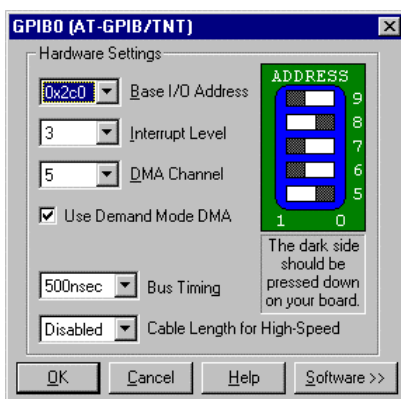 GPIB0 (AT-GPIB/TNT)
Hardware Settings
0x2c0 Base I/O Address
3 Interrupt Level
5 DMA Channel
Use Demand Mode DMA
500nsec Bus Timing
Disabled Cable Length for High-Speed
ADDRESS
9
8
7
6
5
1 0
The dark side
should be
pressed down
on your board.
OK Cancel Help Software >>